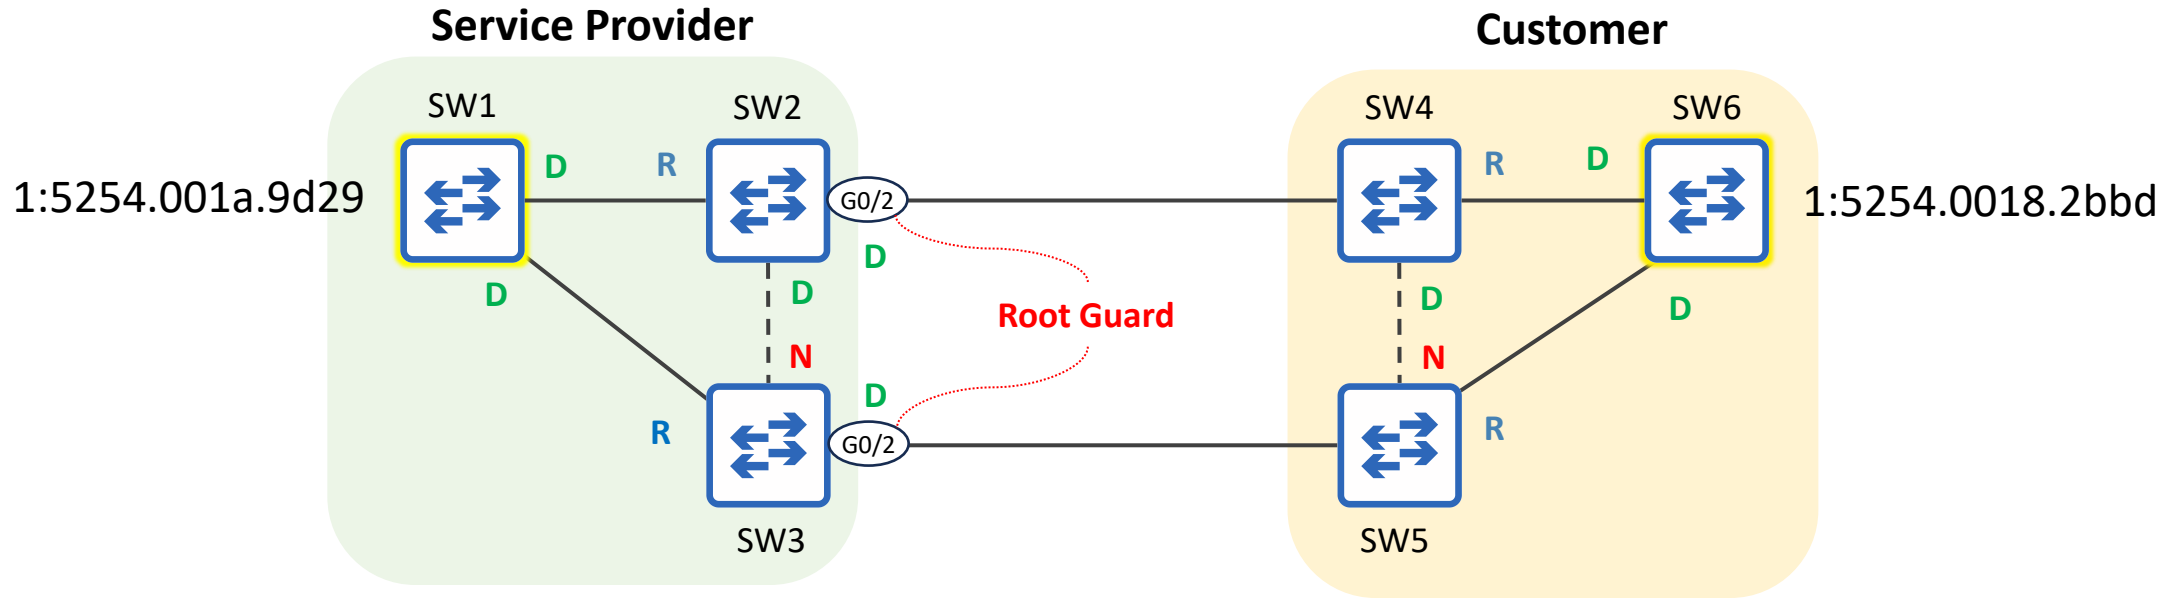 Service Provider
Customer
SW1
SW2
SW4
SW6
D
R
R
D
1:5254.001a.9d29
G0/2
1:5254.0018.2bbd
D
D
D
D
D
Root Guard
N
N
D
R
G0/2
R
SW3
SW5